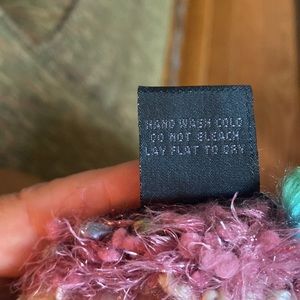 HAND WASH COLD
DO NOT BLEACH
LAY FLAT TO DRY